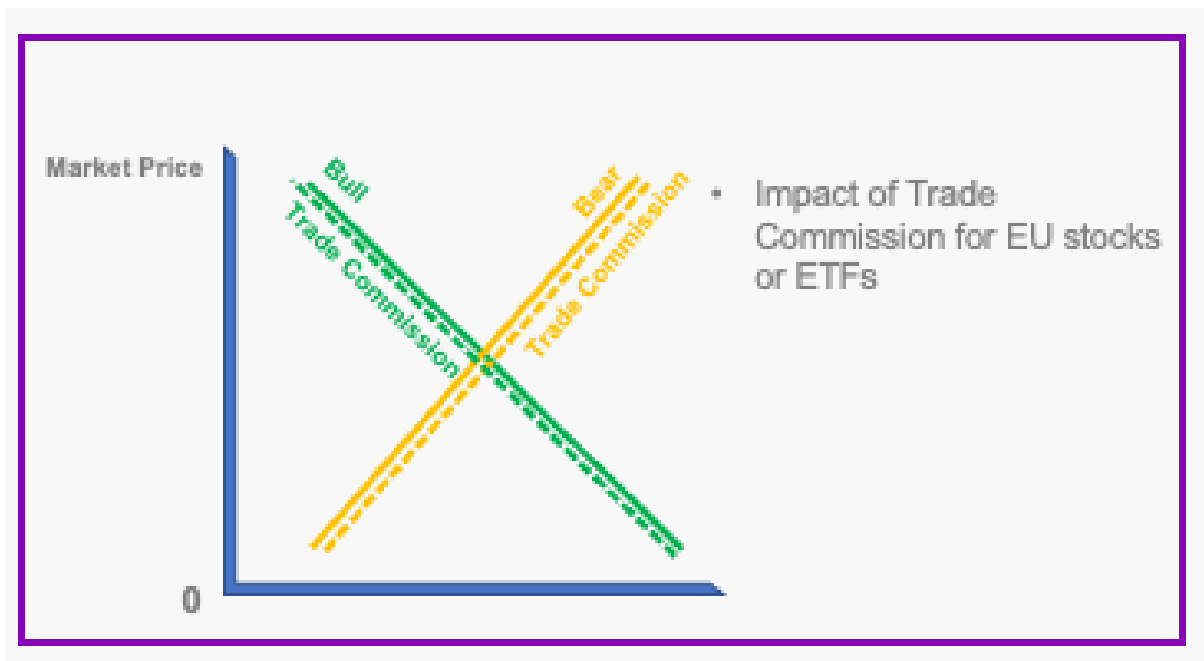 Market Price
Bull
Trade Commission
Bear
Trade Commission
• Impact of Trade
Commission for EU stocks
or ETFs
0